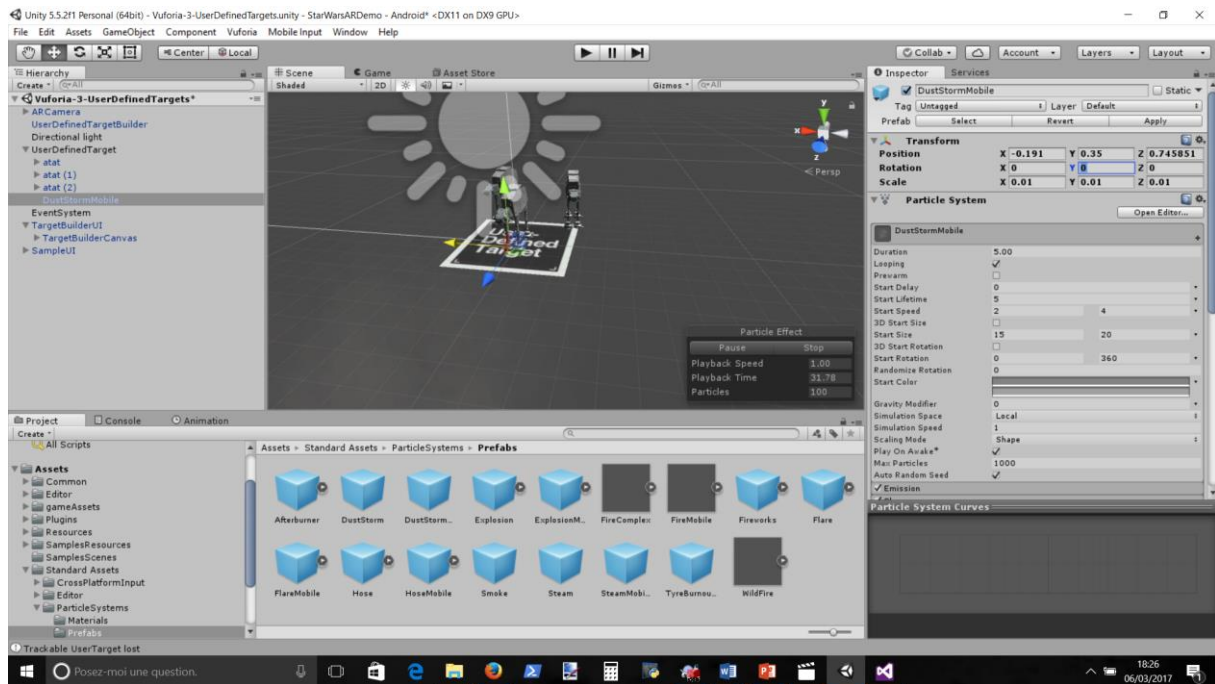 Unity 5.5.2f1 Personal (64bit) - Vuforia-3-UserDefinedTargets.unity - StarWarsARDemo - Android* <DX11 on DX9 GPU>
File Edit Assets GameObject Component Vuforia Mobile Input Window Help
Center Local
Collab Account Layers Layout
Hierarchy
Create All
Vuforia-3-UserDefinedTargets*
ARCamera
UserDefinedTargetBuilder
Directional light
UserDefinedTarget
atat
atat (1)
atat (2)
DustStormMobile
EventSystem
TargetBuilderUI
TargetBuilderCanvas
SampleUI
Scene Game Asset Store
Shaded 2D Gizmos All
y
x
z
Persp
User-
Defined
Target
Particle Effect
Pause Stop
Playback Speed 1.00
Playback Time 31.78
Particles 100
Inspector Services
DustStormMobile Static
Tag Untagged Layer Default
Prefab Select Revert Apply
Transform
Position X -0.191 Y 0.35 Z 0.745851
Rotation X 0 Y 0 Z 0
Scale X 0.01 Y 0.01 Z 0.01
Particle System
Open Editor...
DustStormMobile
Duration 5.00
Looping
Prewarm
Start Delay 0
Start Lifetime 5
Start Speed 2 4
3D Start Size
Start Size 15 20
3D Start Rotation
Start Rotation 0 360
Randomize Rotation 0
Start Color
Gravity Modifier 0
Simulation Space Local
Simulation Speed 1
Scaling Mode Shape
Play On Awake*
Max Particles 1000
Auto Random Seed
Emission
Particle System Curves
Project Console Animation
Create
All Scripts
Assets
Common
Editor
gameAssets
Plugins
Resources
SamplesResources
SamplesScenes
Standard Assets
CrossPlatformInput
Editor
ParticleSystems
Materials
Prefabs
Assets Standard Assets ParticleSystems Prefabs
Afterburner DustStorm DustStorm... Explosion ExplosionM... FireComplex FireMobile Fireworks Flare
FlareMobile Hose HoseMobile Smoke Steam SteamMobi... TyreBurnou... WildFire
Trackable UserTarget lost
Posez-moi une question.
18:26
06/03/2017